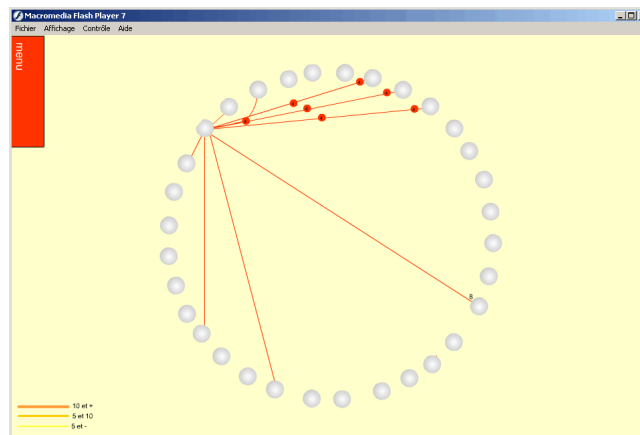 Macromedia Flash Player 7
Fichier Affichage Contrôle Aide
menu
8
10 et +
5 et 10
5 et -